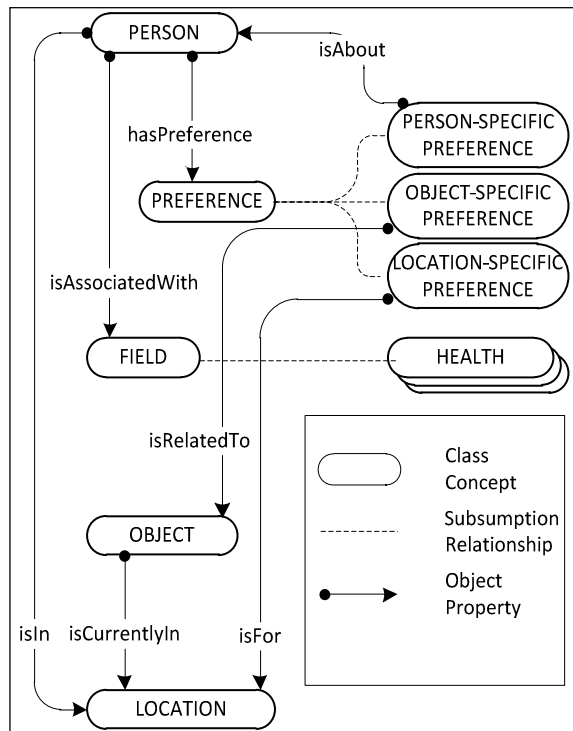 PERSON
isAbout
PERSON-SPECIFIC
PREFERENCE
hasPreference
PREFERENCE
OBJECT-SPECIFIC
PREFERENCE
LOCATION-SPECIFIC
PREFERENCE
isAssociatedWith
FIELD
HEALTH
isRelatedTo
OBJECT
isIn
isCurrentlyIn
isFor
LOCATION
Class
Concept
Subsumption
Relationship
Object
Property